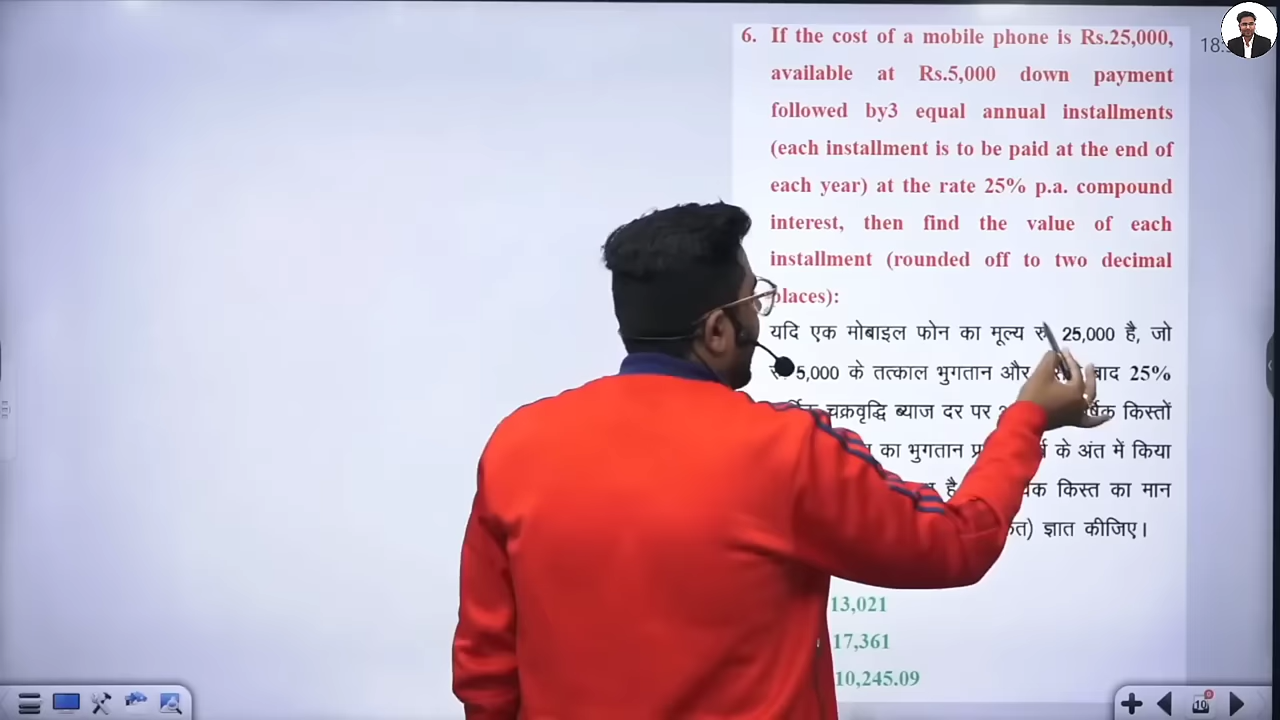 6. If the cost of a mobile phone is Rs.25,000,
18:
available at Rs.5,000 down payment
followed by3 equal annual installments
(each installment is to be paid at the end of
each year) at the rate 25% p.a. compound
interest, then find the value of each
installment (rounded off to two decimal
places):
यदि एक मोबाइल फोन का मूल्य रु 25,000 है, जो
5,000 के तत्काल भुगतान और बाद 25%
चक्रवृद्धि ब्याज दर पर किस्तों
का भुगतान के अंत में किया
है किस्त का मान
ज्ञात कीजिए।
13,021
17,361
10,245.09
10